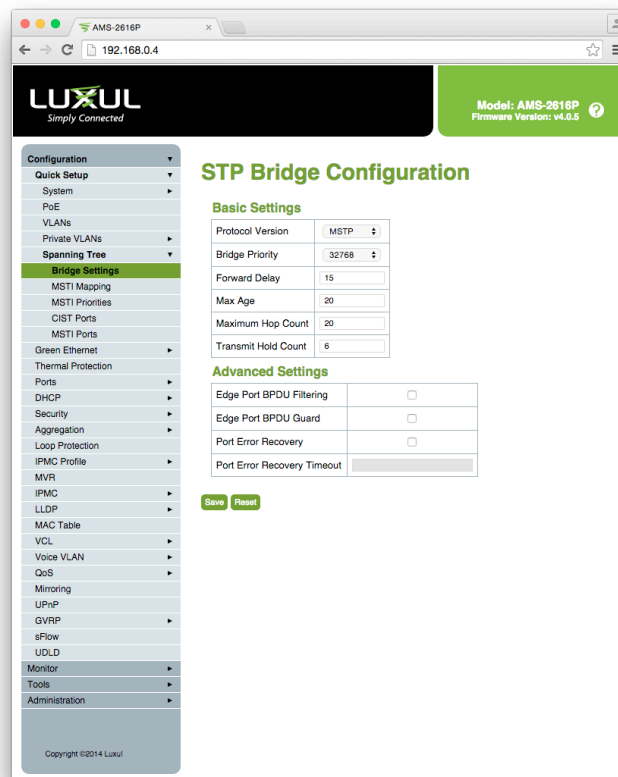 AMS-2616P
192.168.0.4
LUXUL
Simply Connected
Model: AMS-2616P
Firmware Version: v4.0.5
?
Configuration
Quick Setup
System
PoE
VLANs
Private VLANs
Spanning Tree
Bridge Settings
MSTI Mapping
MSTI Priorities
CIST Ports
MSTI Ports
Green Ethernet
Thermal Protection
Ports
DHCP
Security
Aggregation
Loop Protection
IPMC Profile
MVR
IPMC
LLDP
MAC Table
VCL
Voice VLAN
QoS
Mirroring
UPnP
GVRP
sFlow
UDLD
Monitor
Tools
Administration
Copyright ©2014 Luxul
STP Bridge Configuration
Basic Settings
Protocol Version MSTP
Bridge Priority 32768
Forward Delay 15
Max Age 20
Maximum Hop Count 20
Transmit Hold Count 6
Advanced Settings
Edge Port BPDU Filtering
Edge Port BPDU Guard
Port Error Recovery
Port Error Recovery Timeout
Save Reset